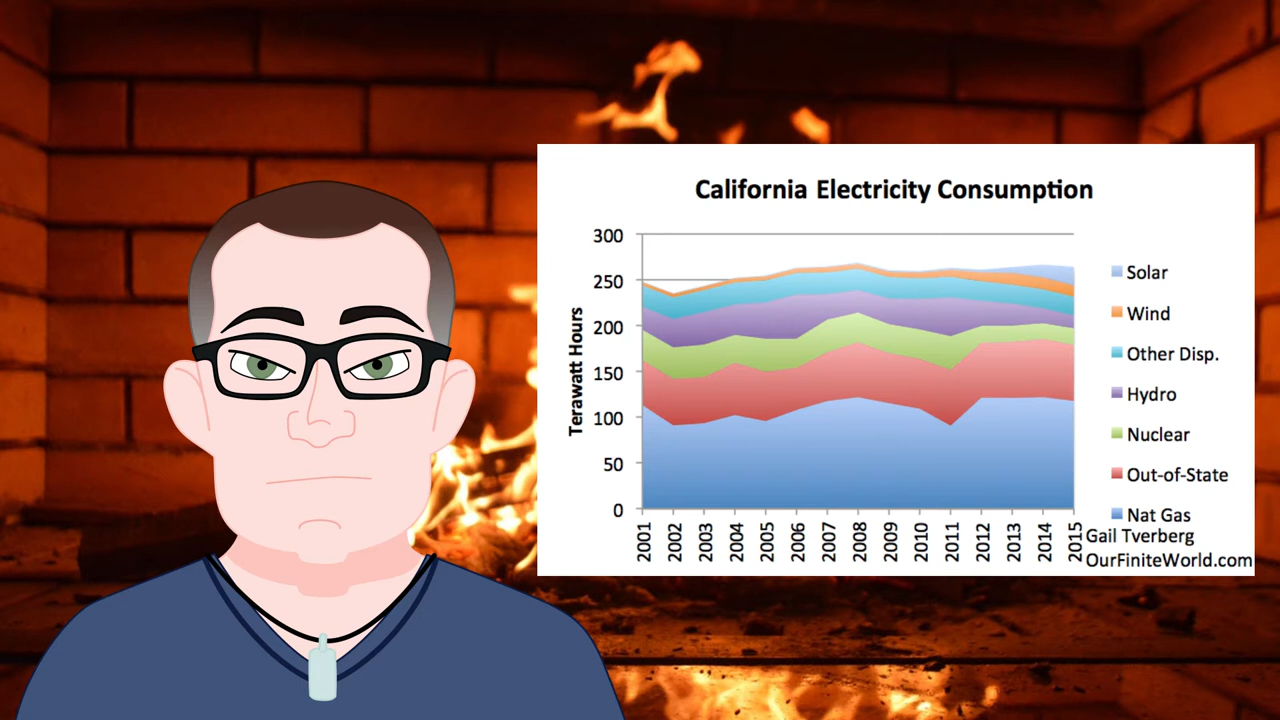 California Electricity Consumption
300
250
200
150
100
50
0
Terawatt Hours
2001 2002 2003 2004 2005 2006 2007 2008 2009 2010 2011 2012 2013 2014 2015
Solar
Wind
Other Disp.
Hydro
Nuclear
Out-of-State
Nat Gas
Gail Tverberg
OurFiniteWorld.com